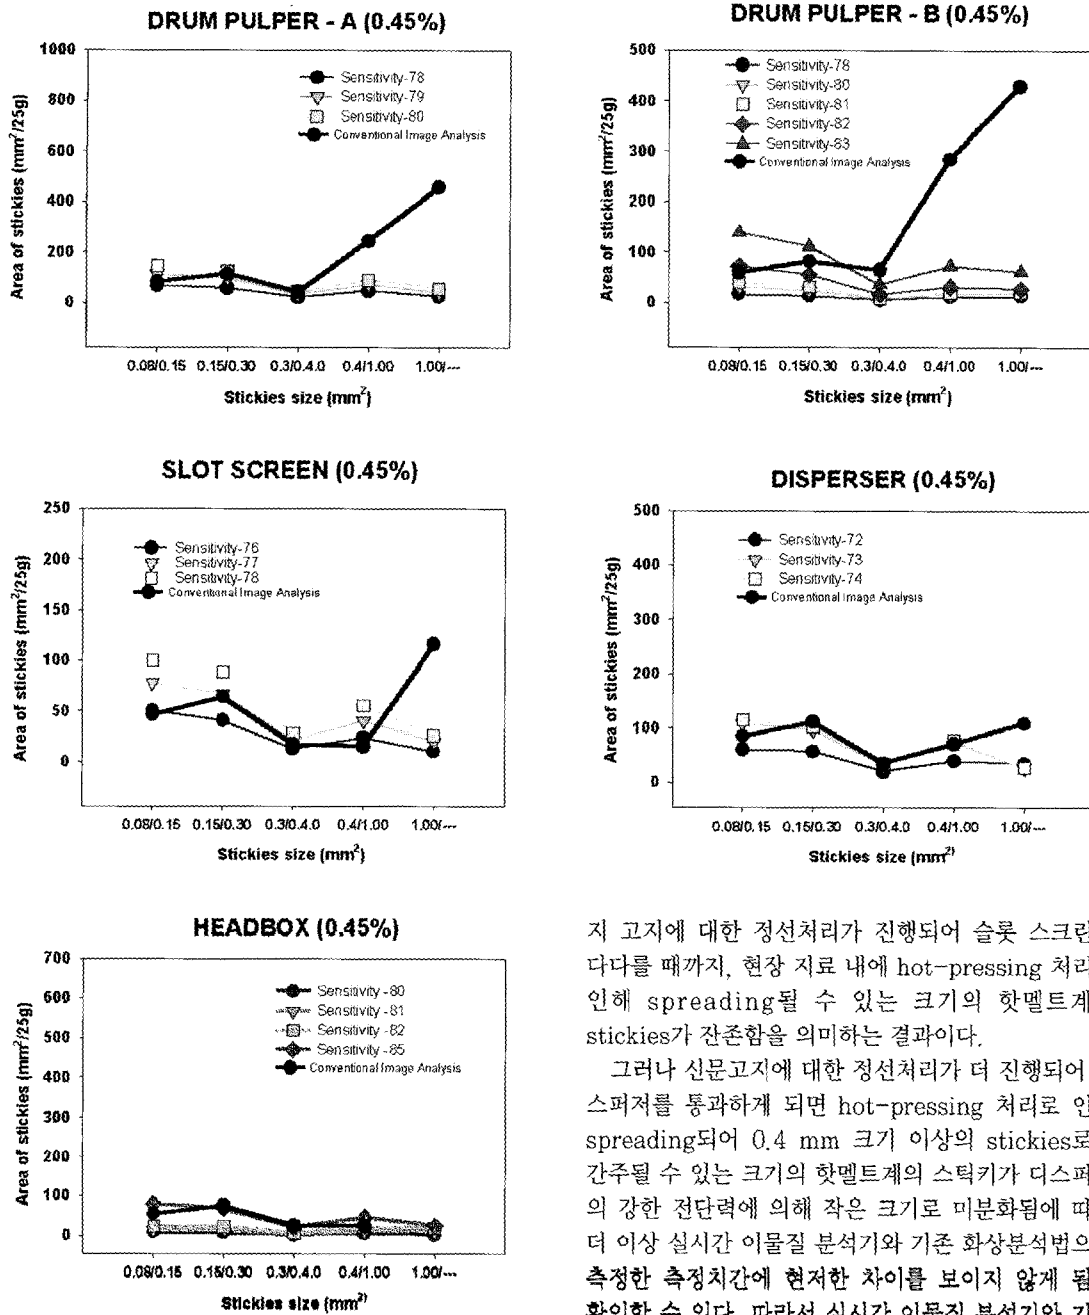 DRUM PULPER - A (0.45%)
1000
800
600
400
200
0
Area of stickies (mm²/25g)
Sensitivity-78
Sensitivity-79
Sensitivity-80
Conventional Image Analysis
0.08/0.15 0.15/0.30 0.3/0.4.0 0.4/1.00 1.00/---
Stickies size (mm²)
DRUM PULPER - B (0.45%)
500
400
300
200
100
0
Area of stickies (mm²/25g)
Sensitivity-78
Sensitivity-80
Sensitivity-81
Sensitivity-82
Sensitivity-83
Conventional Image Analysis
0.08/0.15 0.15/0.30 0.3/0.4.0 0.4/1.00 1.00/---
Stickies size (mm²)
SLOT SCREEN (0.45%)
250
200
150
100
50
0
Area of stickies (mm²/25g)
Sensitivity-76
Sensitivity-77
Sensitivity-78
Conventional Image Analysis
0.08/0.15 0.15/0.30 0.3/0.4.0 0.4/1.00 1.00/---
Stickies size (mm²)
DISPERSER (0.45%)
500
400
300
200
100
0
Area of stickies (mm²/25g)
Sensitivity-72
Sensitivity-73
Sensitivity-74
Conventional Image Analysis
0.08/0.15 0.15/0.30 0.3/0.4.0 0.4/1.00 1.00/---
Stickies size (mm²)
HEADBOX (0.45%)
700
600
500
400
300
200
100
0
Area of stickies (mm²/25g)
Sensitivity -80
Sensitivity -81
Sensitivity -82
Sensitivity -85
Conventional Image Analysis
0.08/0.15 0.15/0.30 0.3/0.4.0 0.4/1.00 1.00/---
Stickies size (mm²)
지 고지에 대한 정선처리가 진행되어 슬롯 스크린
다다를 때까지, 현장 지료 내에 hot-pressing 처리
인해 spreading될 수 있는 크기의 핫멜트계
stickies가 잔존함을 의미하는 결과이다.
그러나 신문고지에 대한 정선처리가 더 진행되어
스퍼저를 통과하게 되면 hot-pressing 처리로 인
spreading되어 0.4 mm 크기 이상의 stickies로
간주될 수 있는 크기의 핫멜트계의 스틱키가 디스퍼
의 강한 전단력에 의해 작은 크기로 미분화됨에 따
더 이상 실시간 이물질 분석기와 기존 화상분석법으
측정한 측정치간에 현저한 차이를 보이지 않게 됨
확인할 수 있다. 따라서 실시간 이물질 분석기와 기